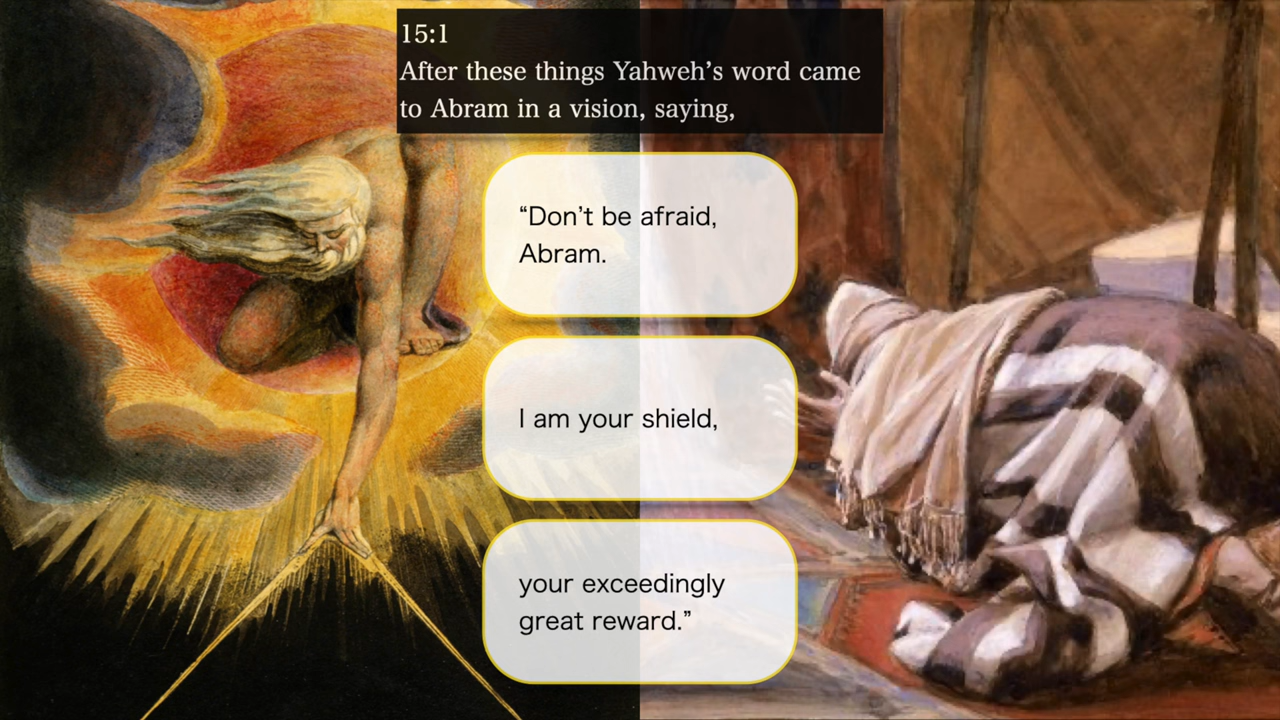 15:1
After these things Yahweh’s word came
to Abram in a vision, saying,
“Don’t be afraid,
Abram.
I am your shield,
your exceedingly
great reward.”